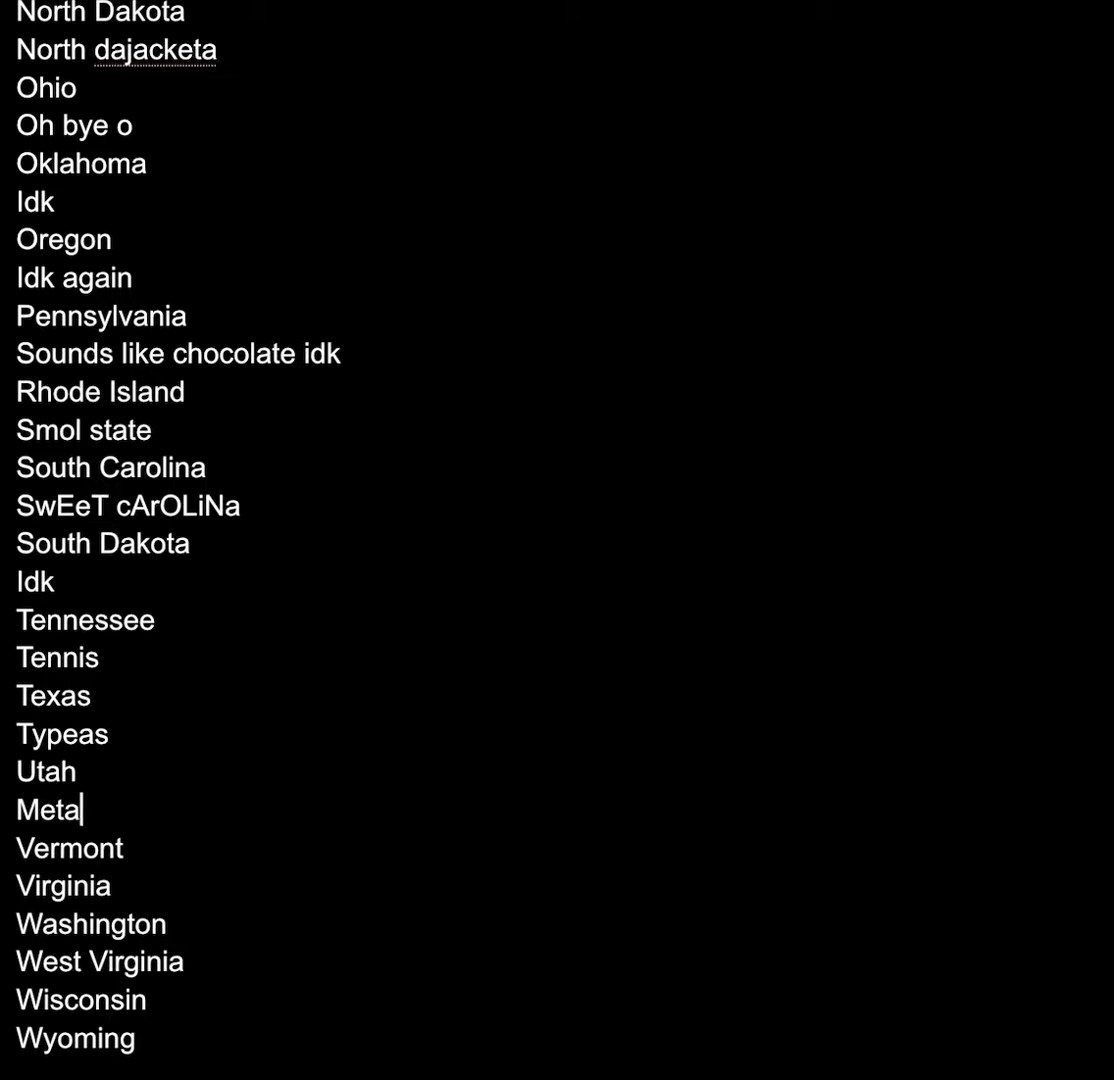 North Dakota
North dajacketa
Ohio
Oh bye o
Oklahoma
Idk
Oregon
Idk again
Pennsylvania
Sounds like chocolate idk
Rhode Island
Smol state
South Carolina
SwEeT cArOLiNa
South Dakota
Idk
Tennessee
Tennis
Texas
Typeas
Utah
Meta
Vermont
Virginia
Washington
West Virginia
Wisconsin
Wyoming